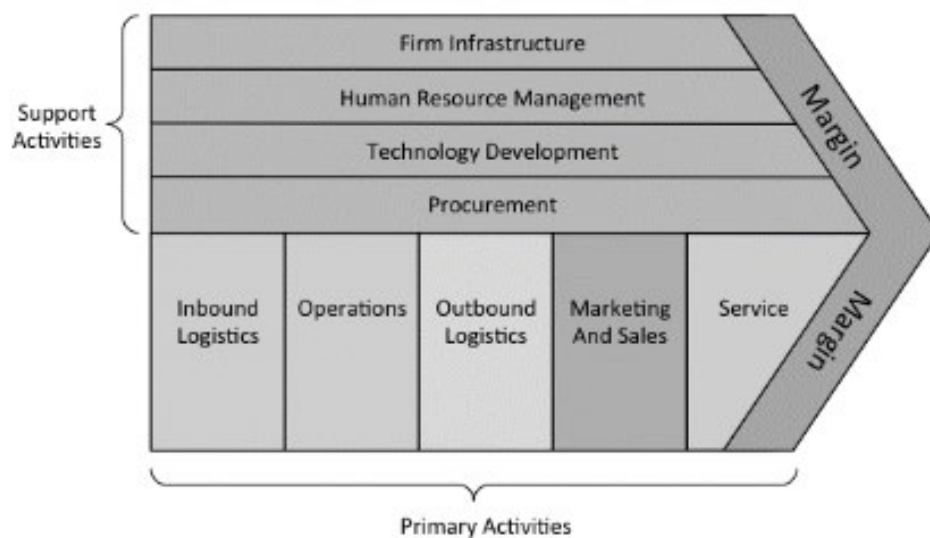 Firm Infrastructure
Human Resource Management
Support
Activities
Technology Development
Procurement
Margin
Inbound
Logistics
Operations
Outbound
Logistics
Marketing
And Sales
Service
Margin
Primary Activities